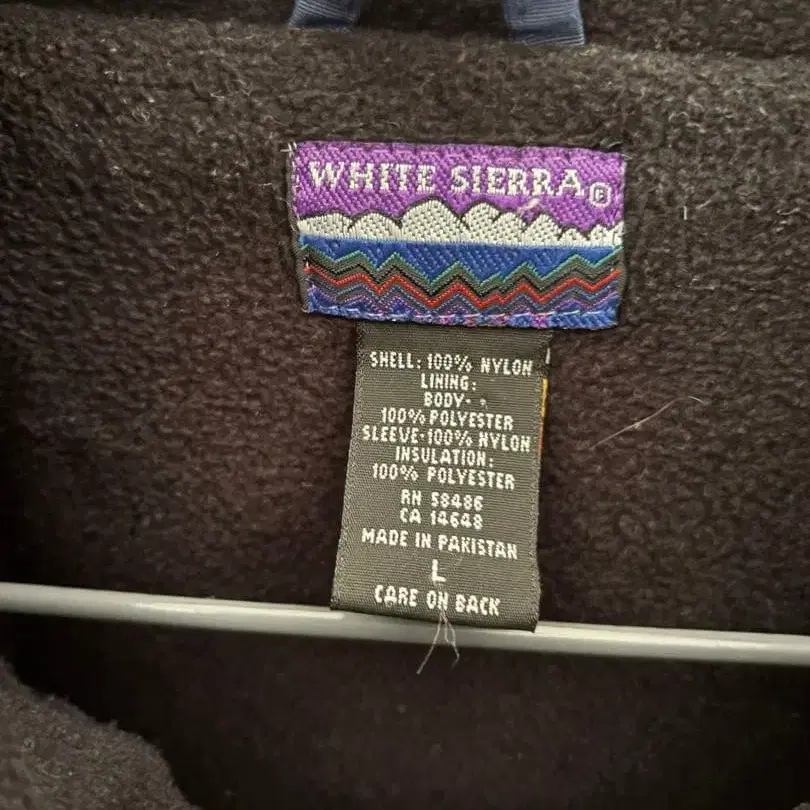 WHITE SIERRA®
SHELL: 100% NYLON
LINING:
BODY-
100% POLYESTER
SLEEVE-100% NYLON
INSULATION:
100% POLYESTER
RN 58486
CA 14648
MADE IN PAKISTAN
L
CARE ON BACK